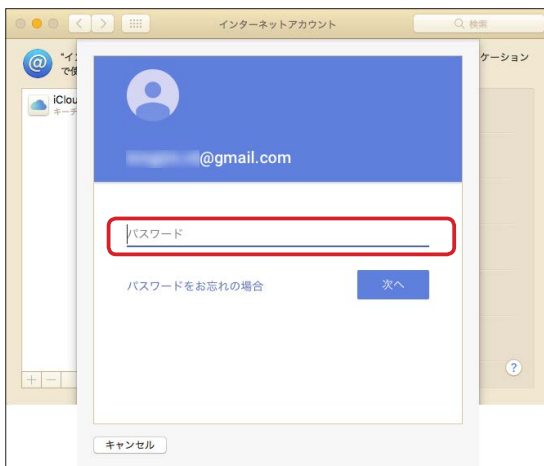 インターネットアカウント
検索
"イ
ケーション
で使
iClou
キーチ
@gmail.com
パスワード
パスワードをお忘れの場合
次へ
?
キャンセル